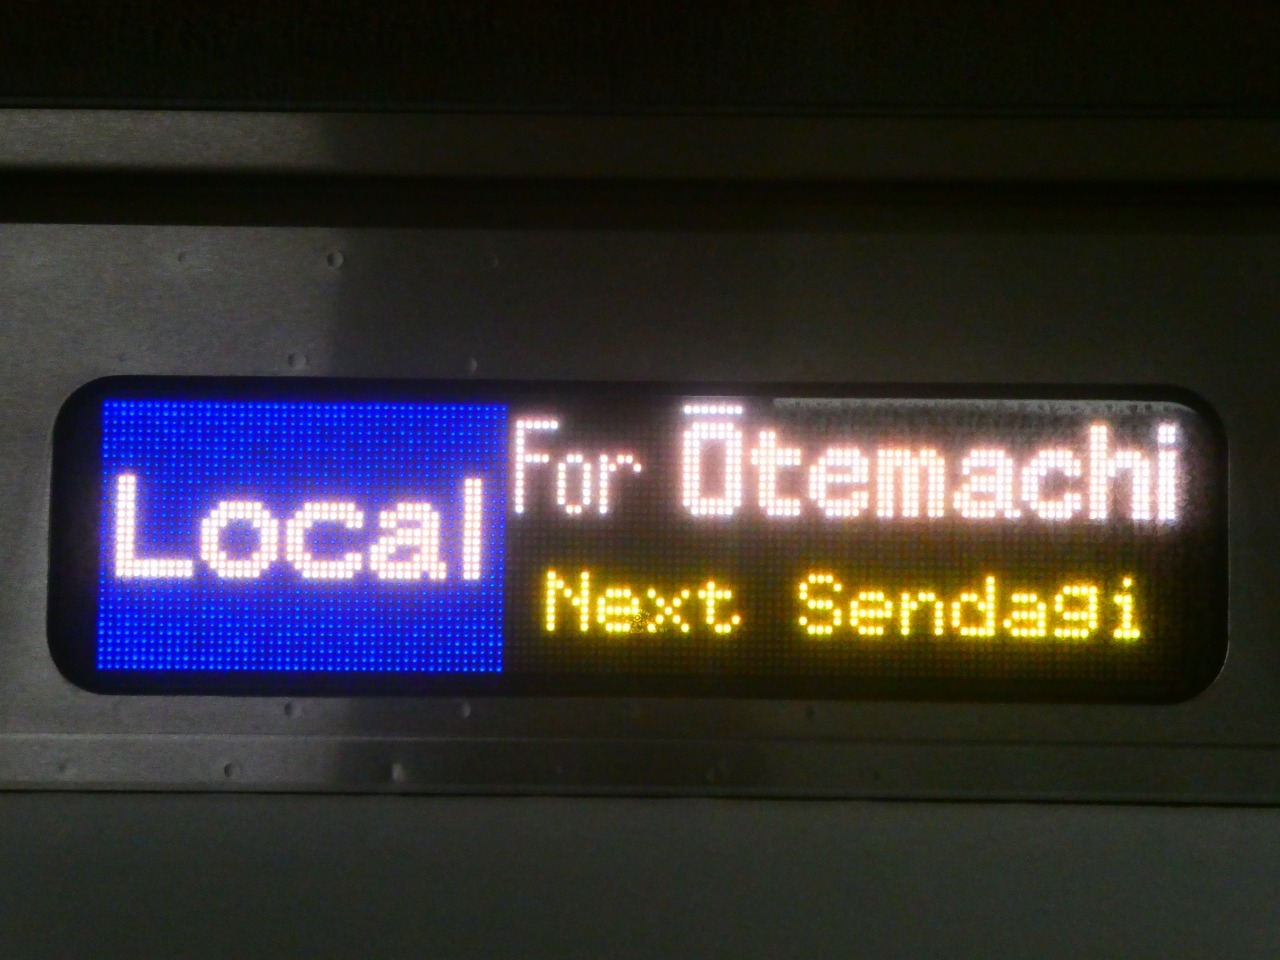 Local
For Ōtemachi
Next Sendagi